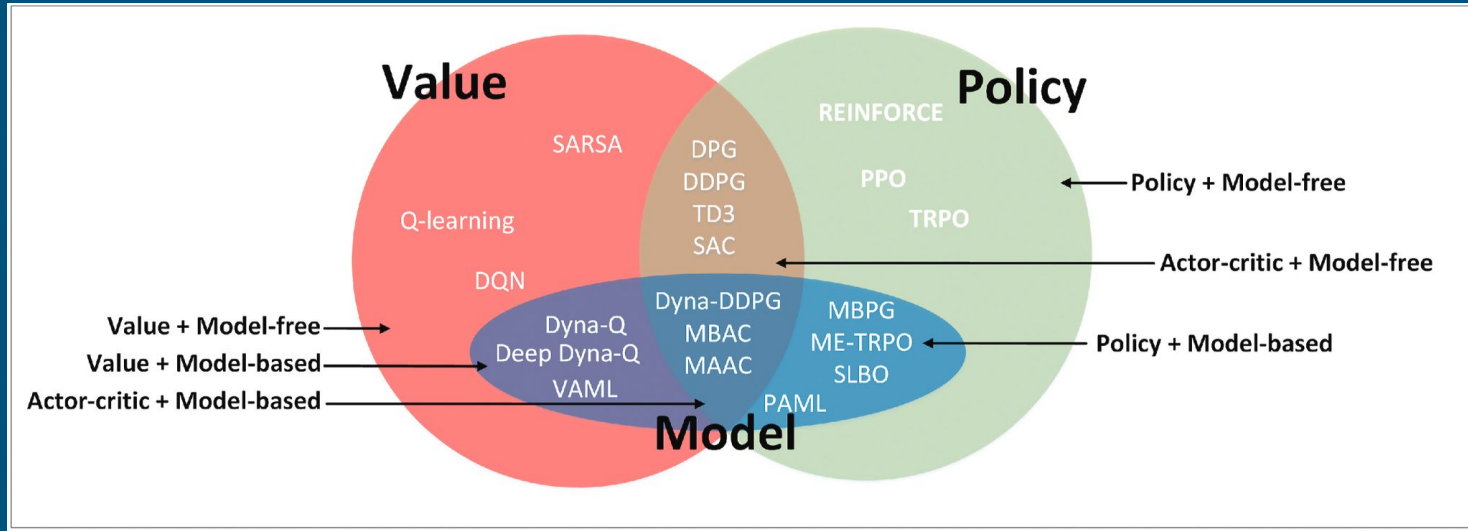 Value
Policy
REINFORCE
SARSA
DPG
DDPG
TD3
SAC
PPO
TRPO
Policy + Model-free
Q-learning
DQN
Actor-critic + Model-free
Value + Model-free
Value + Model-based
Actor-critic + Model-based
Dyna-Q
Deep Dyna-Q
VAML
Dyna-DDPG
MBAC
MAAC
MBPG
ME-TRPO
SLBO
PAML
Policy + Model-based
Model